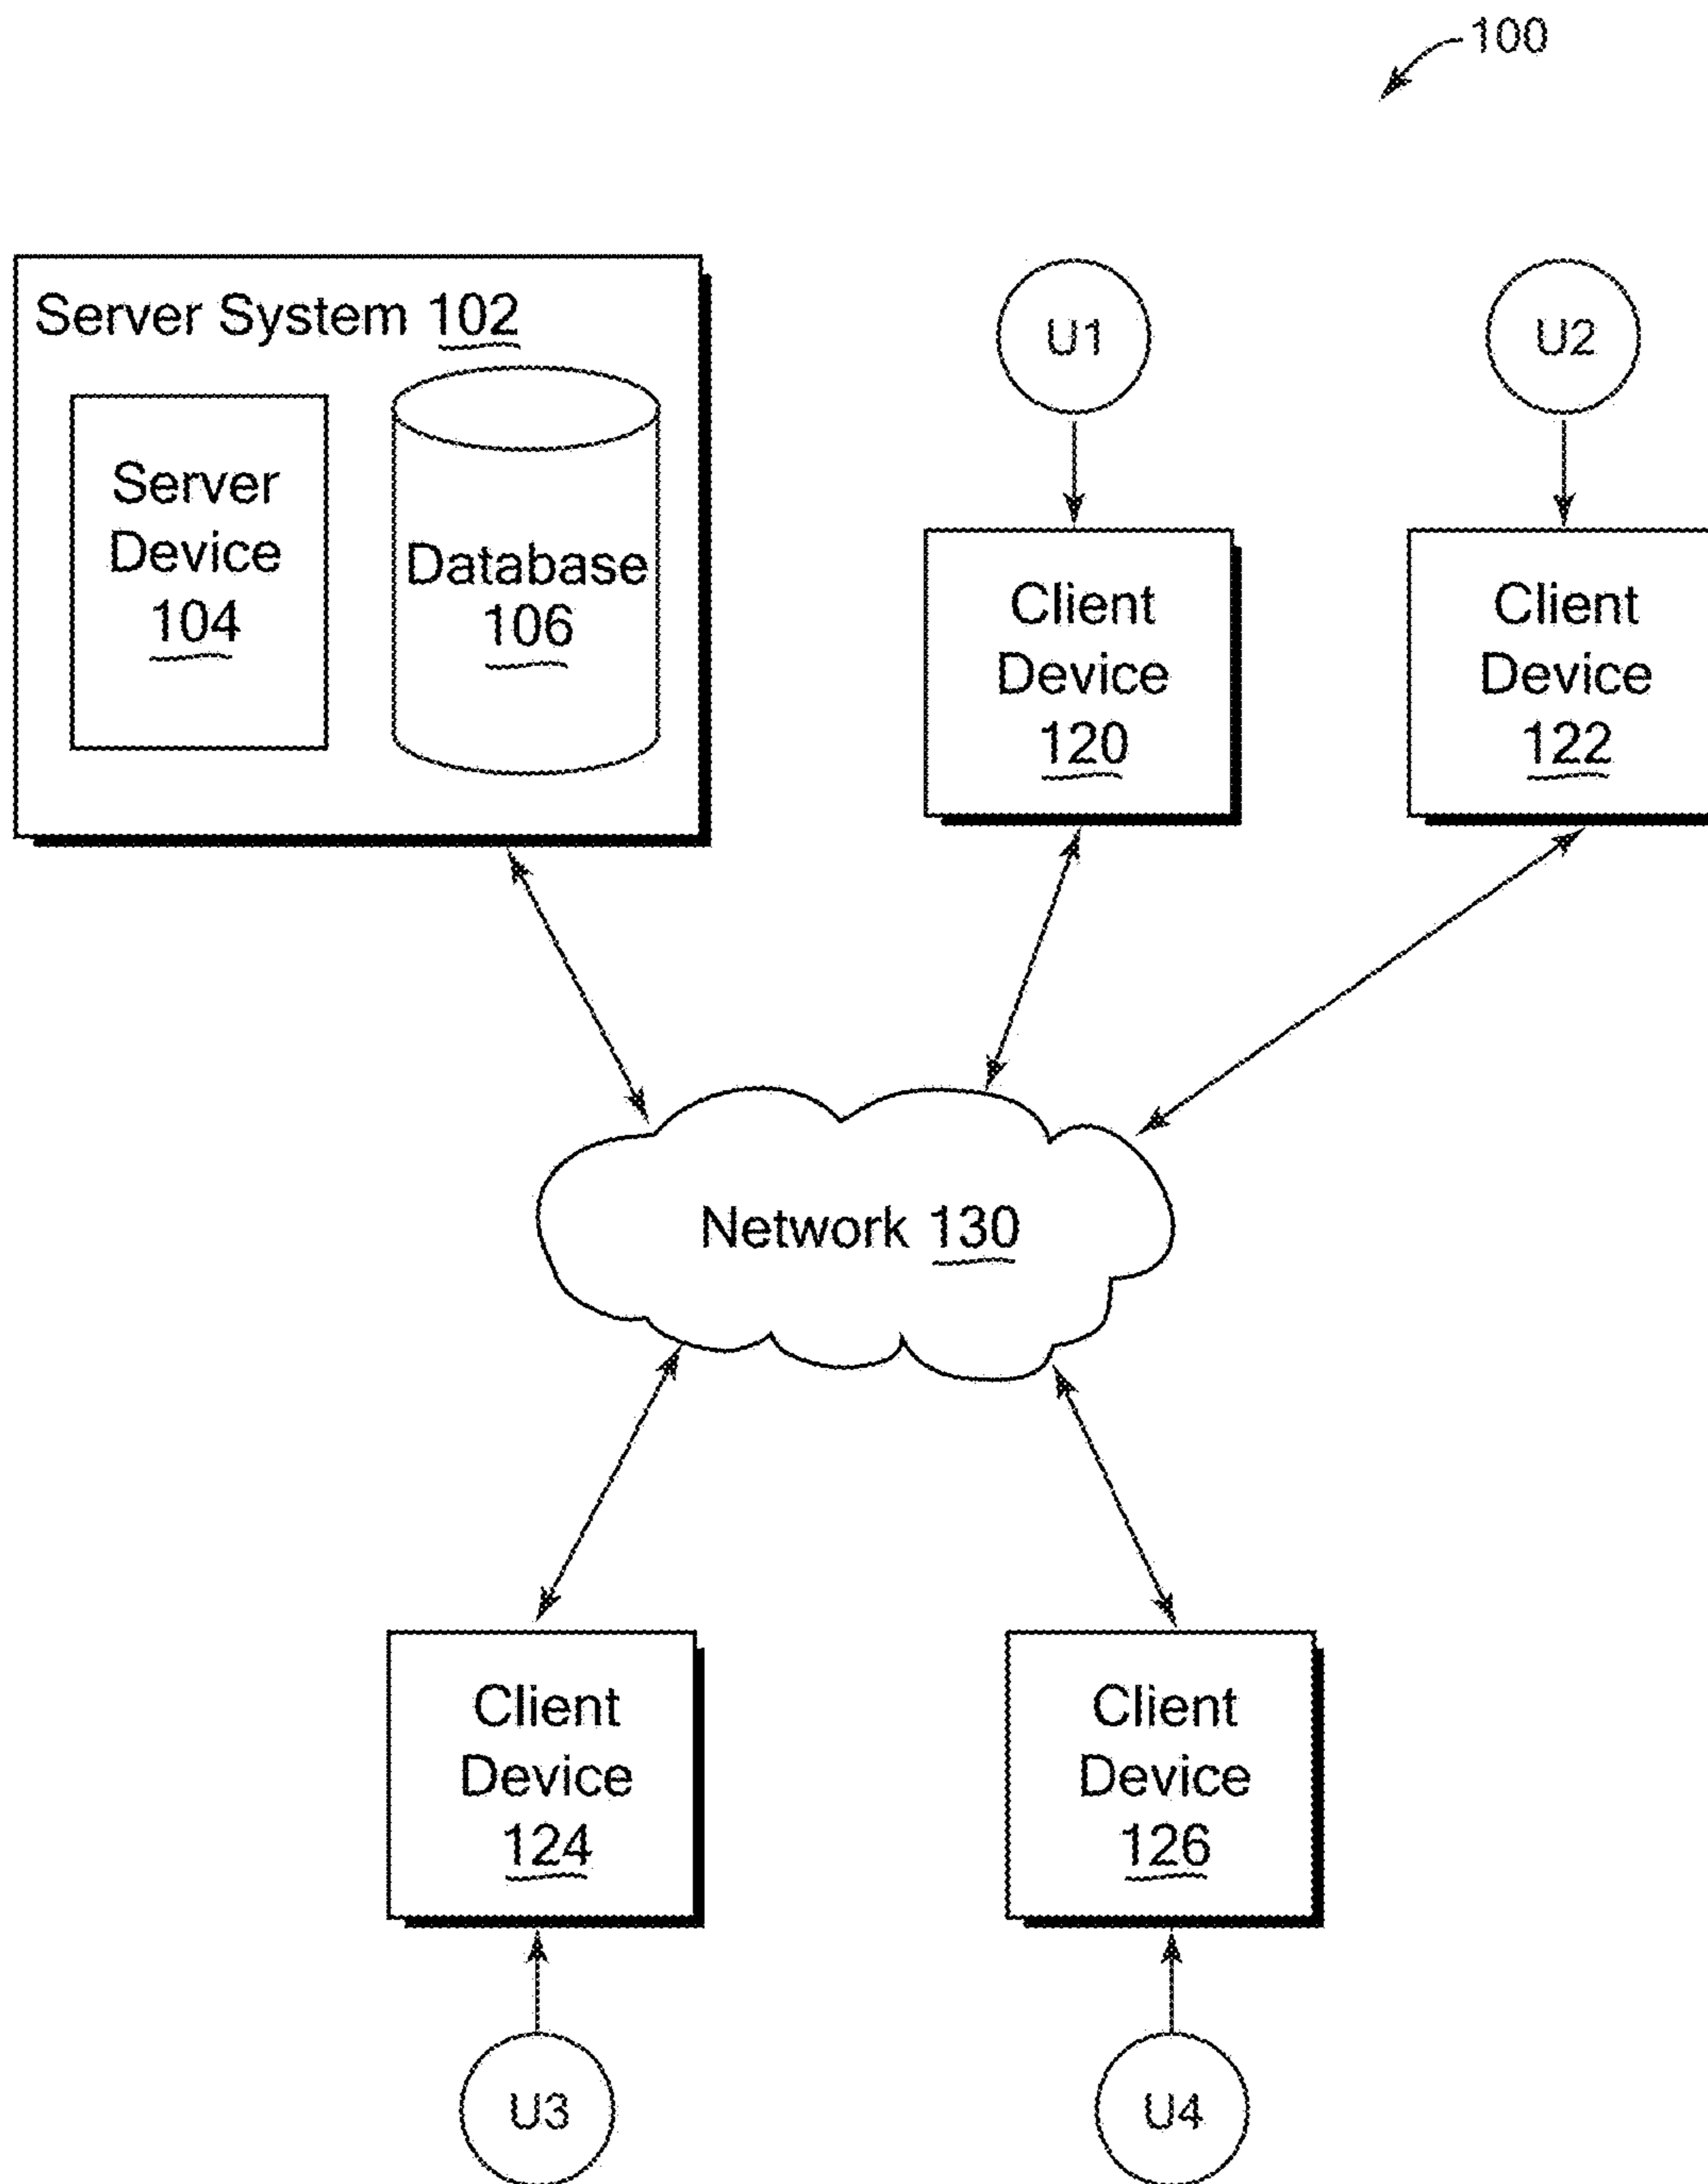 100
Server System 102
Server
Device
104
Database
106
U1
U2
Client
Device
120
Client
Device
122
Network 130
Client
Device
124
Client
Device
126
U3
U4